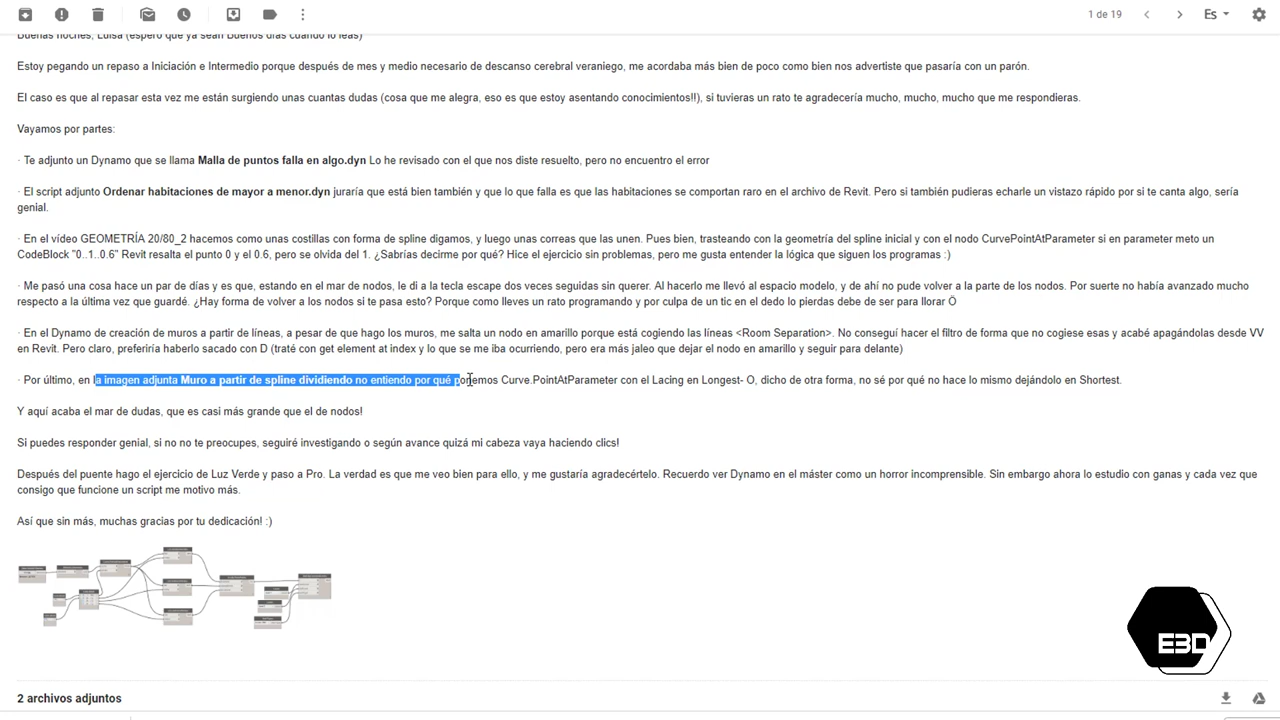 1 de 19
Es
Buenas noches, Luisa (espero que ya sean Buenos días cuando lo leas)
Estoy pegando un repaso a Iniciación e Intermedio porque después de mes y medio necesario de descanso cerebral veraniego, me acordaba más bien de poco como bien nos advertiste que pasaría con un parón.
El caso es que al repasar esta vez me están surgiendo unas cuantas dudas (cosa que me alegra, eso es que estoy asentando conocimientos!!), si tuvieras un rato te agradecería mucho, mucho, mucho que me respondieras.
Vayamos por partes:
· Te adjunto un Dynamo que se llama Malla de puntos falla en algo.dyn Lo he revisado con el que nos diste resuelto, pero no encuentro el error
· El script adjunto Ordenar habitaciones de mayor a menor.dyn juraría que está bien también y que lo que falla es que las habitaciones se comportan raro en el archivo de Revit. Pero si también pudieras echarle un vistazo rápido por si te canta algo, sería
genial.
· En el vídeo GEOMETRÍA 20/80_2 hacemos como unas costillas con forma de spline digamos, y luego unas correas que las unen. Pues bien, trasteando con la geometría del spline inicial y con el nodo CurvePointAtParameter si en parameter meto un
CodeBlock "0..1..0.6" Revit resalta el punto 0 y el 0.6, pero se olvida del 1. ¿Sabrías decirme por qué? Hice el ejercicio sin problemas, pero me gusta entender la lógica que siguen los programas :)
· Me pasó una cosa hace un par de días y es que, estando en el mar de nodos, le di a la tecla escape dos veces seguidas sin querer. Al hacerlo me llevó al espacio modelo, y de ahí no pude volver a la parte de los nodos. Por suerte no había avanzado mucho
respecto a la última vez que guardé. ¿Hay forma de volver a los nodos si te pasa esto? Porque como lleves un rato programando y por culpa de un tic en el dedo lo pierdas debe de ser para llorar Ö
· En el Dynamo de creación de muros a partir de líneas, a pesar de que hago los muros, me salta un nodo en amarillo porque está cogiendo las líneas <Room Separation>. No conseguí hacer el filtro de forma que no cogiese esas y acabé apagándolas desde VV
en Revit. Pero claro, preferiría haberlo sacado con D (traté con get element at index y lo que se me iba ocurriendo, pero era más jaleo que dejar el nodo en amarillo y seguir para delante)
· Por último, en la imagen adjunta Muro a partir de spline dividiendo no entiendo por qué ponemos Curve.PointAtParameter con el Lacing en Longest- O, dicho de otra forma, no sé por qué no hace lo mismo dejándolo en Shortest.
Y aquí acaba el mar de dudas, que es casi más grande que el de nodos!
Si puedes responder genial, si no no te preocupes, seguiré investigando o según avance quizá mi cabeza vaya haciendo clics!
Después del puente hago el ejercicio de Luz Verde y paso a Pro. La verdad es que me veo bien para ello, y me gustaría agradecértelo. Recuerdo ver Dynamo en el máster como un horror incomprensible. Sin embargo ahora lo estudio con ganas y cada vez que
consigo que funcione un script me motivo más.
Así que sin más, muchas gracias por tu dedicación! :)
E3D
2 archivos adjuntos